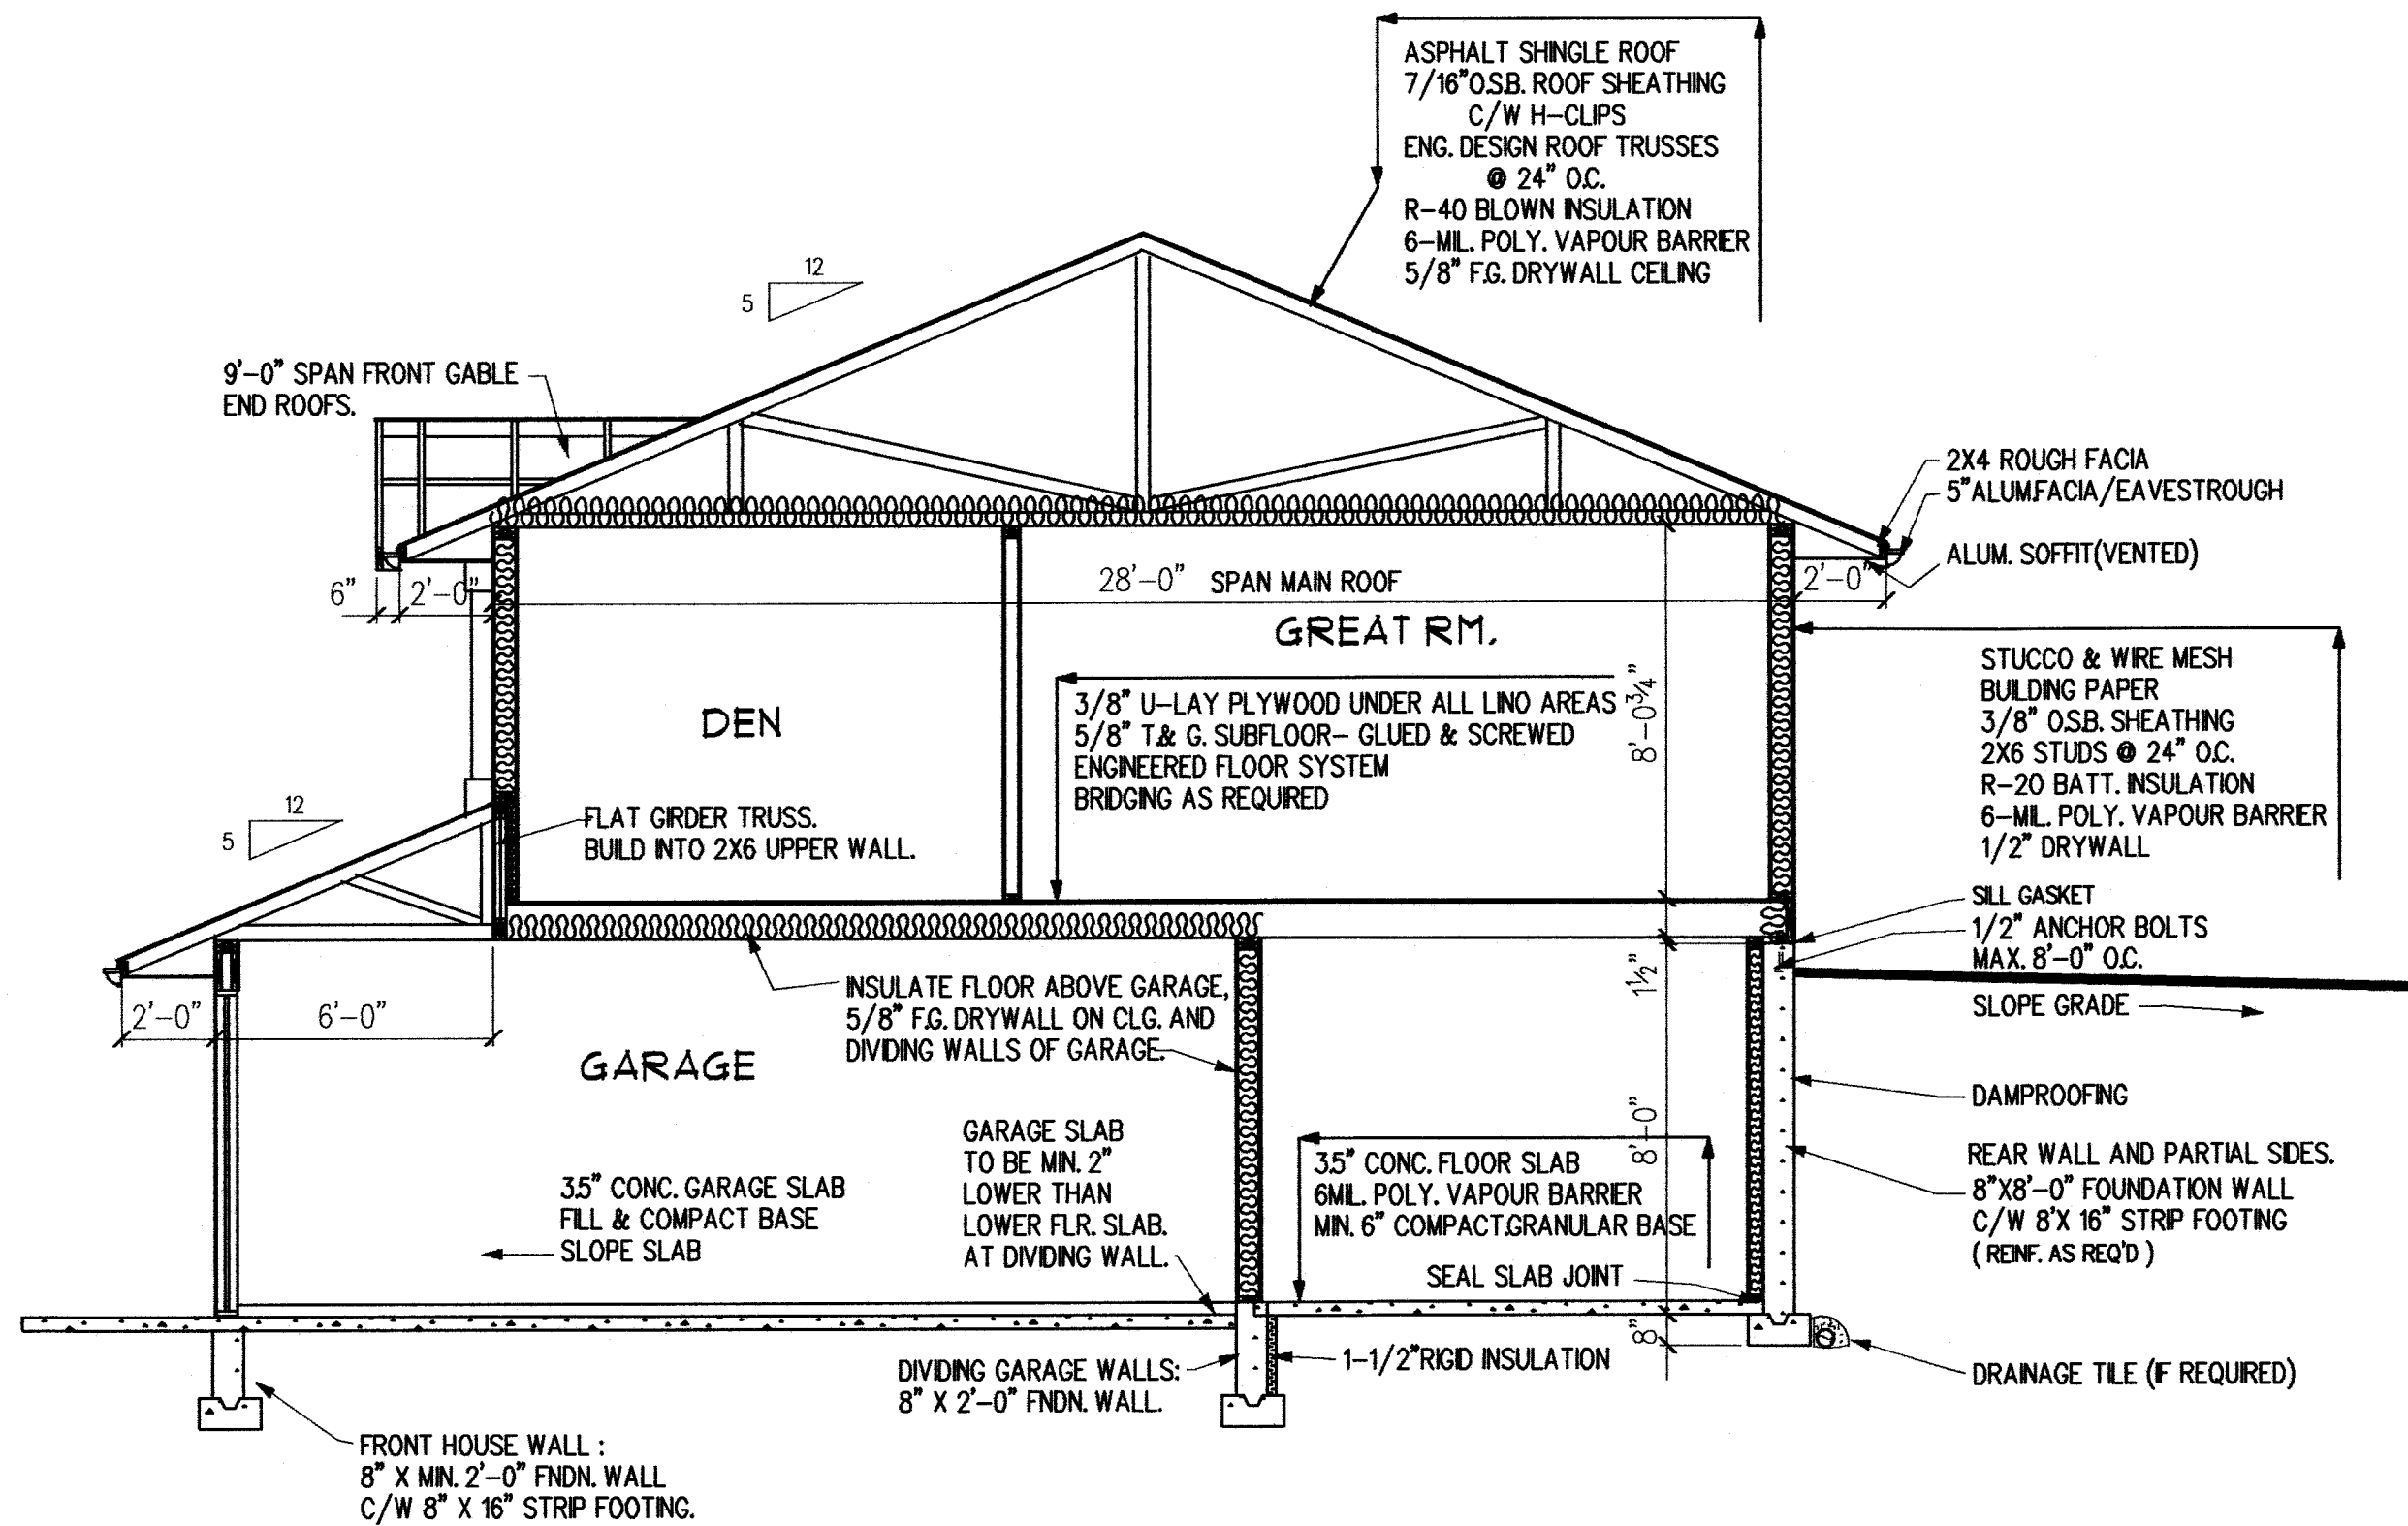 ASPHALT SHINGLE ROOF
7/16" O.S.B. ROOF SHEATHING
C/W H-CLIPS
ENG. DESIGN ROOF TRUSSES
@ 24" O.C.
R-40 BLOWN INSULATION
6-MIL. POLY. VAPOUR BARRIER
5/8" F.G. DRYWALL CEILING
12
5
9'-0" SPAN FRONT GABLE
END ROOFS.
2X4 ROUGH FACIA
5" ALUM.FACIA/EAVESTROUGH
ALUM. SOFFIT(VENTED)
6"
2'-0"
28'-0" SPAN MAIN ROOF
2'-0"
GREAT RM.
DEN
3/8" U-LAY PLYWOOD UNDER ALL LINO AREAS
5/8" T.& G. SUBFLOOR- GLUED & SCREWED
ENGINEERED FLOOR SYSTEM
BRIDGING AS REQUIRED
8'-0¾"
STUCCO & WIRE MESH
BUILDING PAPER
3/8" O.S.B. SHEATHING
2X6 STUDS @ 24" O.C.
R-20 BATT. INSULATION
6-MIL. POLY. VAPOUR BARRIER
1/2" DRYWALL
12
5
FLAT GIRDER TRUSS.
BUILD INTO 2X6 UPPER WALL.
SILL GASKET
1/2" ANCHOR BOLTS
MAX. 8'-0" O.C.
SLOPE GRADE
2'-0"
6'-0"
INSULATE FLOOR ABOVE GARAGE,
5/8" F.G. DRYWALL ON CLG. AND
DIVIDING WALLS OF GARAGE.
1½"
GARAGE
DAMPROOFING
GARAGE SLAB
TO BE MIN. 2"
LOWER THAN
LOWER FLR. SLAB.
AT DIVIDING WALL.
8'-0"
3.5" CONC. FLOOR SLAB
6MIL. POLY. VAPOUR BARRIER
MIN. 6" COMPACT.GRANULAR BASE
REAR WALL AND PARTIAL SIDES.
8"X8'-0" FOUNDATION WALL
C/W 8'X 16" STRIP FOOTING
(REINF. AS REQ'D)
3.5" CONC. GARAGE SLAB
FILL & COMPACT BASE
SLOPE SLAB
SEAL SLAB JOINT
8"
DIVIDING GARAGE WALLS:
8" X 2'-0" FNDN. WALL.
1-1/2" RIGID INSULATION
DRAINAGE TILE (IF REQUIRED)
FRONT HOUSE WALL :
8" X MIN. 2'-0" FNDN. WALL
C/W 8" X 16" STRIP FOOTING.